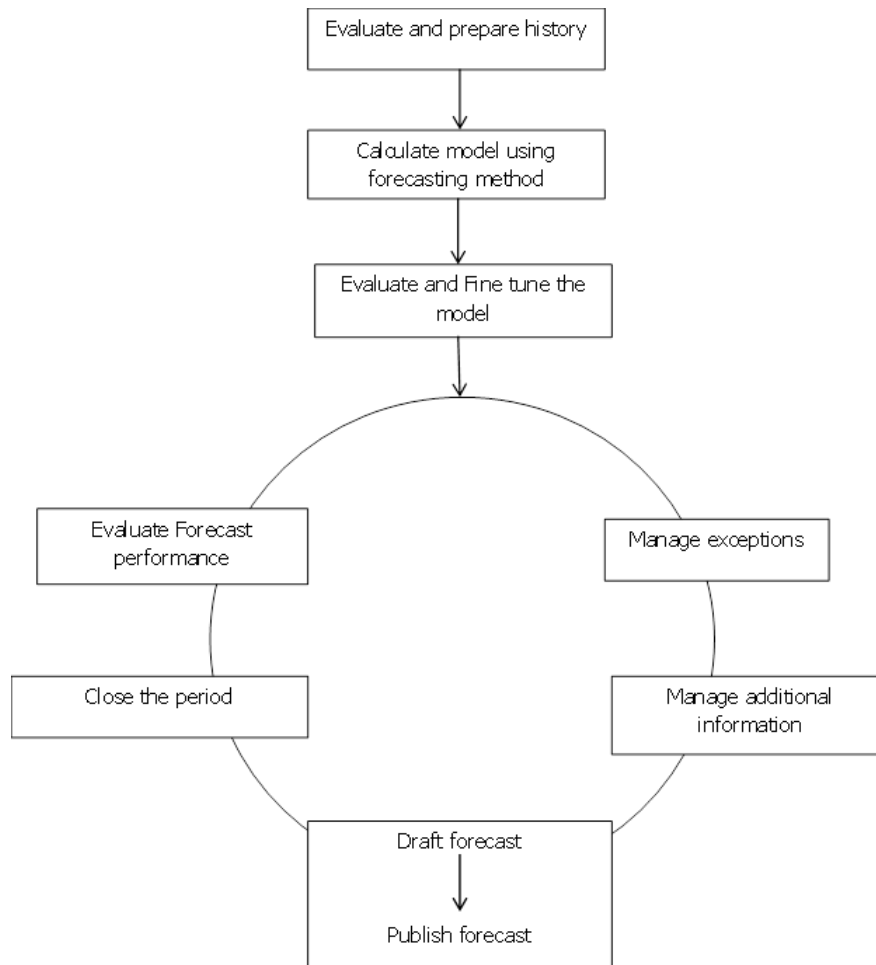 Evaluate and prepare history
Calculate model using
forecasting method
Evaluate and Fine tune the
model
Evaluate Forecast
performance
Manage exceptions
Close the period
Manage additional
information
Draft forecast
Publish forecast